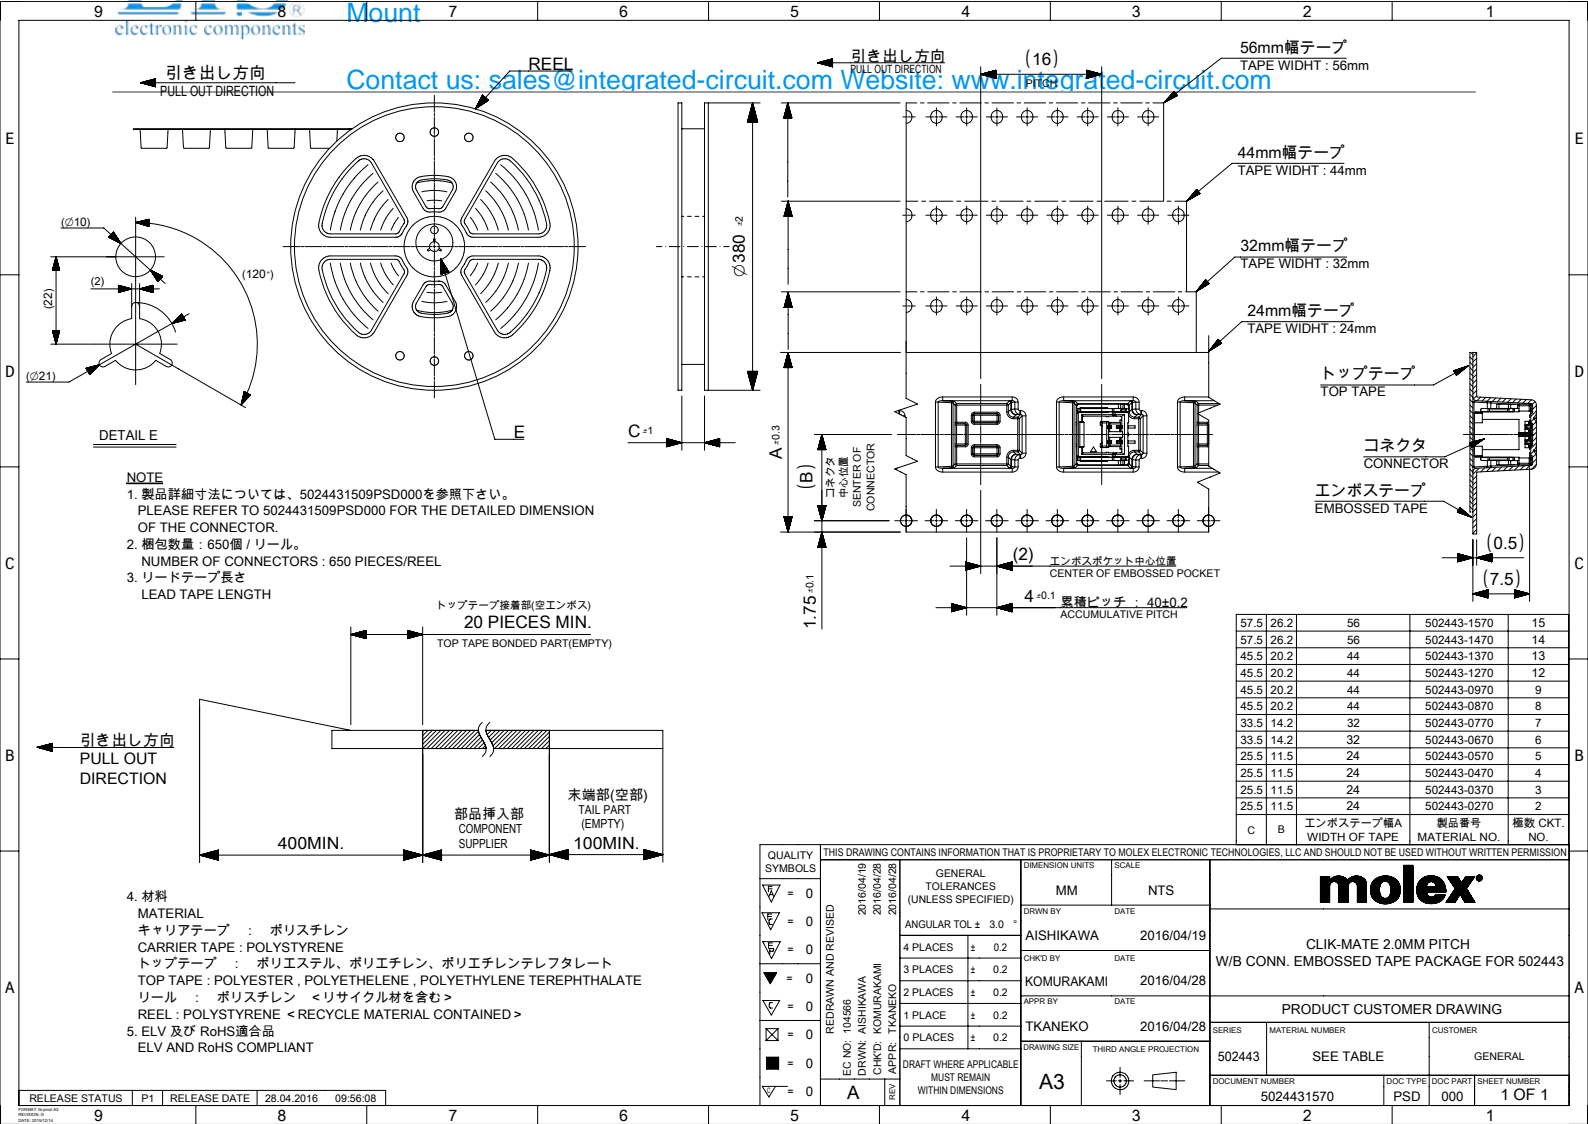 9 8 7 6 5 4 3 2 1
Mount
electronic components
Contact us: sales@integrated-circuit.com Website: www.integrated-circuit.com
引き出し方向
PULL OUT DIRECTION
REEL
引き出し方向
PULL OUT DIRECTION
(16)
PITCH
56mm幅テープ
TAPE WIDHT : 56mm
44mm幅テープ
TAPE WIDHT : 44mm
32mm幅テープ
TAPE WIDHT : 32mm
24mm幅テープ
TAPE WIDHT : 24mm
E E
D D
C C
B B
A A
(∅10)
(2)
(22)
(120°)
(∅21)
DETAIL E
E
∅380 ±2
C ±1
A ±0.3
(B)
コネクタ
中心位置
SENTER OF
CONNECTOR
1.75 ±0.1
(2)
エンボスポケット中心位置
CENTER OF EMBOSSED POCKET
4 ±0.1
累積ピッチ : 40±0.2
ACCUMULATIVE PITCH
トップテープ
TOP TAPE
コネクタ
CONNECTOR
エンボステープ
EMBOSSED TAPE
(0.5)
(7.5)
NOTE
1. 製品詳細寸法については、5024431509PSD000を参照下さい。
PLEASE REFER TO 5024431509PSD000 FOR THE DETAILED DIMENSION
OF THE CONNECTOR.
2. 梱包数量 : 650個 / リール。
NUMBER OF CONNECTORS : 650 PIECES/REEL
3. リードテープ長さ
LEAD TAPE LENGTH
トップテープ接着部(空エンボス)
20 PIECES MIN.
TOP TAPE BONDED PART(EMPTY)
引き出し方向
PULL OUT
DIRECTION
400MIN.
部品挿入部
COMPONENT
SUPPLIER
末端部(空部)
TAIL PART
(EMPTY)
100MIN.
4. 材料
MATERIAL
キャリアテープ : ポリスチレン
CARRIER TAPE : POLYSTYRENE
トップテープ : ポリエステル、ポリエチレン、ポリエチレンテレフタレート
TOP TAPE : POLYESTER , POLYETHELENE , POLYETHYLENE TEREPHTHALATE
リール : ポリスチレン <リサイクル材を含む>
REEL : POLYSTYRENE < RECYCLE MATERIAL CONTAINED >
5. ELV 及び RoHS適合品
ELV AND RoHS COMPLIANT
57.5 26.2 56 502443-1570 15
57.5 26.2 56 502443-1470 14
45.5 20.2 44 502443-1370 13
45.5 20.2 44 502443-1270 12
45.5 20.2 44 502443-0970 9
45.5 20.2 44 502443-0870 8
33.5 14.2 32 502443-0770 7
33.5 14.2 32 502443-0670 6
25.5 11.5 24 502443-0570 5
25.5 11.5 24 502443-0470 4
25.5 11.5 24 502443-0370 3
25.5 11.5 24 502443-0270 2
C B エンボステープ幅A 製品番号 極数 CKT.
WIDTH OF TAPE MATERIAL NO. NO.
QUALITY
SYMBOLS
= 0
= 0
= 0
= 0
= 0
= 0
= 0
= 0
THIS DRAWING CONTAINS INFORMATION THAT IS PROPRIETARY TO MOLEX ELECTRONIC TECHNOLOGIES, LLC AND SHOULD NOT BE USED WITHOUT WRITTEN PERMISSION
REDRAWN AND REVISED
EC NO: 104566
DRWN: AISHIKAWA 2016/04/19
CHK'D: KOMURAKAMI 2016/04/28
APPR: TKANEKO 2016/04/28
A
REV
GENERAL
TOLERANCES
(UNLESS SPECIFIED)
ANGULAR TOL ± 3.0 °
4 PLACES ± 0.2
3 PLACES ± 0.2
2 PLACES ± 0.2
1 PLACE ± 0.2
0 PLACES ± 0.2
DRAFT WHERE APPLICABLE
MUST REMAIN
WITHIN DIMENSIONS
DIMENSION UNITS SCALE
MM NTS
DRWN BY DATE
AISHIKAWA 2016/04/19
CHK'D BY DATE
KOMURAKAMI 2016/04/28
APPR BY DATE
TKANEKO 2016/04/28
DRAWING SIZE THIRD ANGLE PROJECTION
A3
molex
CLIK-MATE 2.0MM PITCH
W/B CONN. EMBOSSED TAPE PACKAGE FOR 502443
PRODUCT CUSTOMER DRAWING
SERIES MATERIAL NUMBER CUSTOMER
502443 SEE TABLE GENERAL
DOCUMENT NUMBER DOC TYPE DOC PART SHEET NUMBER
5024431570 PSD 000 1 OF 1
RELEASE STATUS P1 RELEASE DATE 28.04.2016 09:56:08
9 8 7 6 5 4 3 2 1